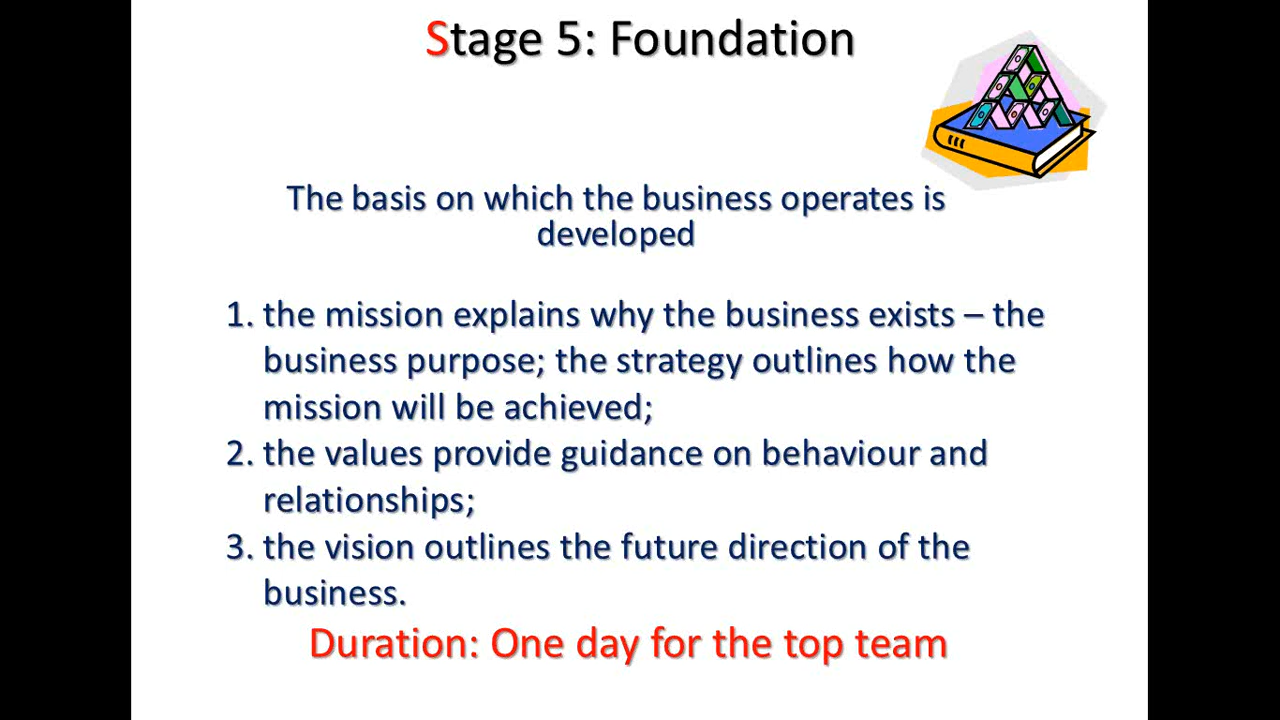 Stage 5: Foundation
The basis on which the business operates is
developed
1. the mission explains why the business exists – the
business purpose; the strategy outlines how the
mission will be achieved;
2. the values provide guidance on behaviour and
relationships;
3. the vision outlines the future direction of the
business.
Duration: One day for the top team